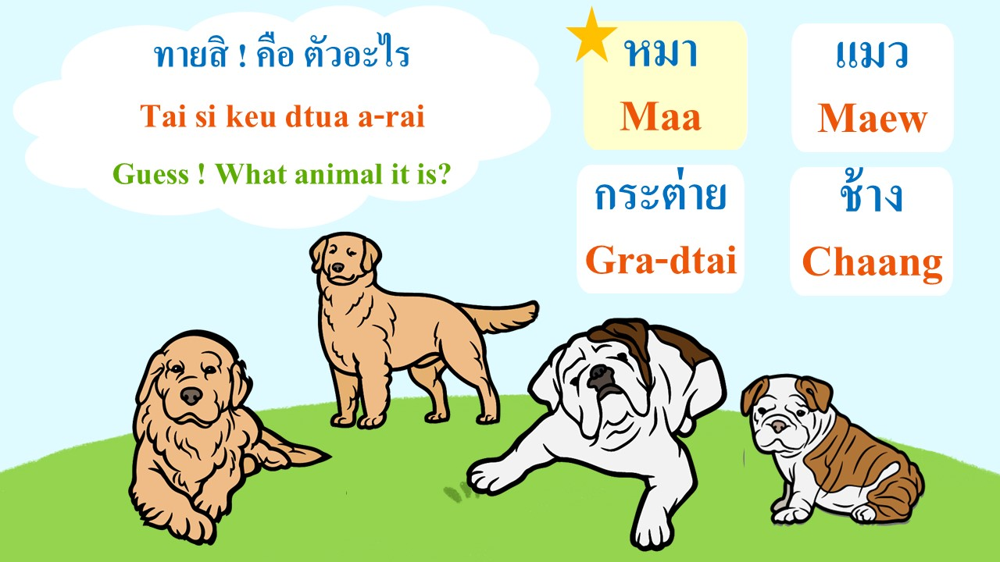 ทายสิ ! คือ ตัวอะไร
Tai si keu dtua a-rai
Guess ! What animal it is?
หมา
Maa
แมว
Maew
กระต่าย
Gra-dtai
ช้าง
Chaang